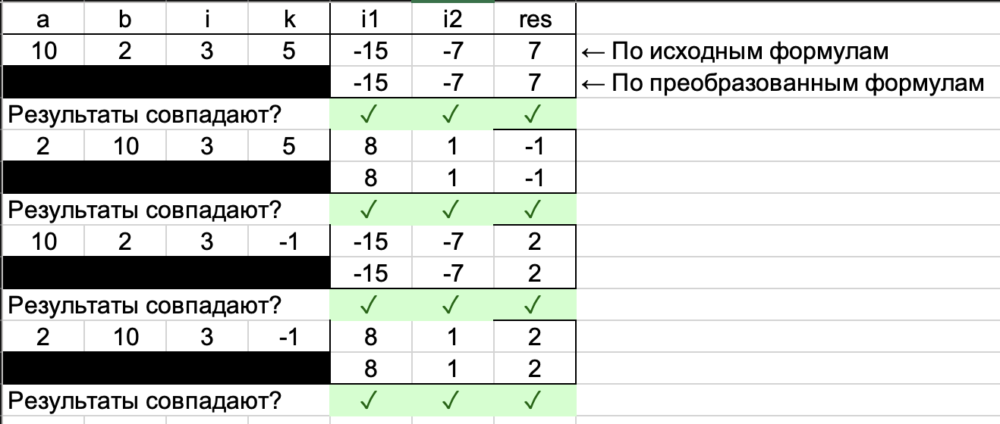 a b i k i1 i2 res
10 2 3 5 -15 -7 7 ← По исходным формулам
-15 -7 7 ← По преобразованным формулам
Результаты совпадают? ✓ ✓ ✓
2 10 3 5 8 1 -1
8 1 -1
Результаты совпадают? ✓ ✓ ✓
10 2 3 -1 -15 -7 2
-15 -7 2
Результаты совпадают? ✓ ✓ ✓
2 10 3 -1 8 1 2
8 1 2
Результаты совпадают? ✓ ✓ ✓